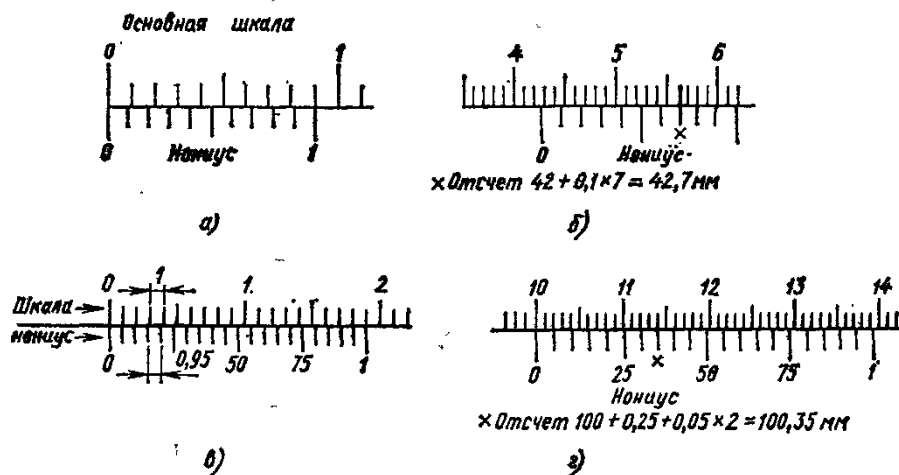 Основная шкала
0 1
0 Нониус 1
а)
4 5 6
0 Нониус
× Отсчет 42 + 0,1 × 7 = 42,7 мм
б)
0 1 1. 2
Шкала
нониус
0 0,95 50 75 1
в)
10 11 12 13 14
0 25 50 75 1
Нониус
× Отсчет 100 + 0,25 + 0,05 × 2 = 100,35 мм
г)